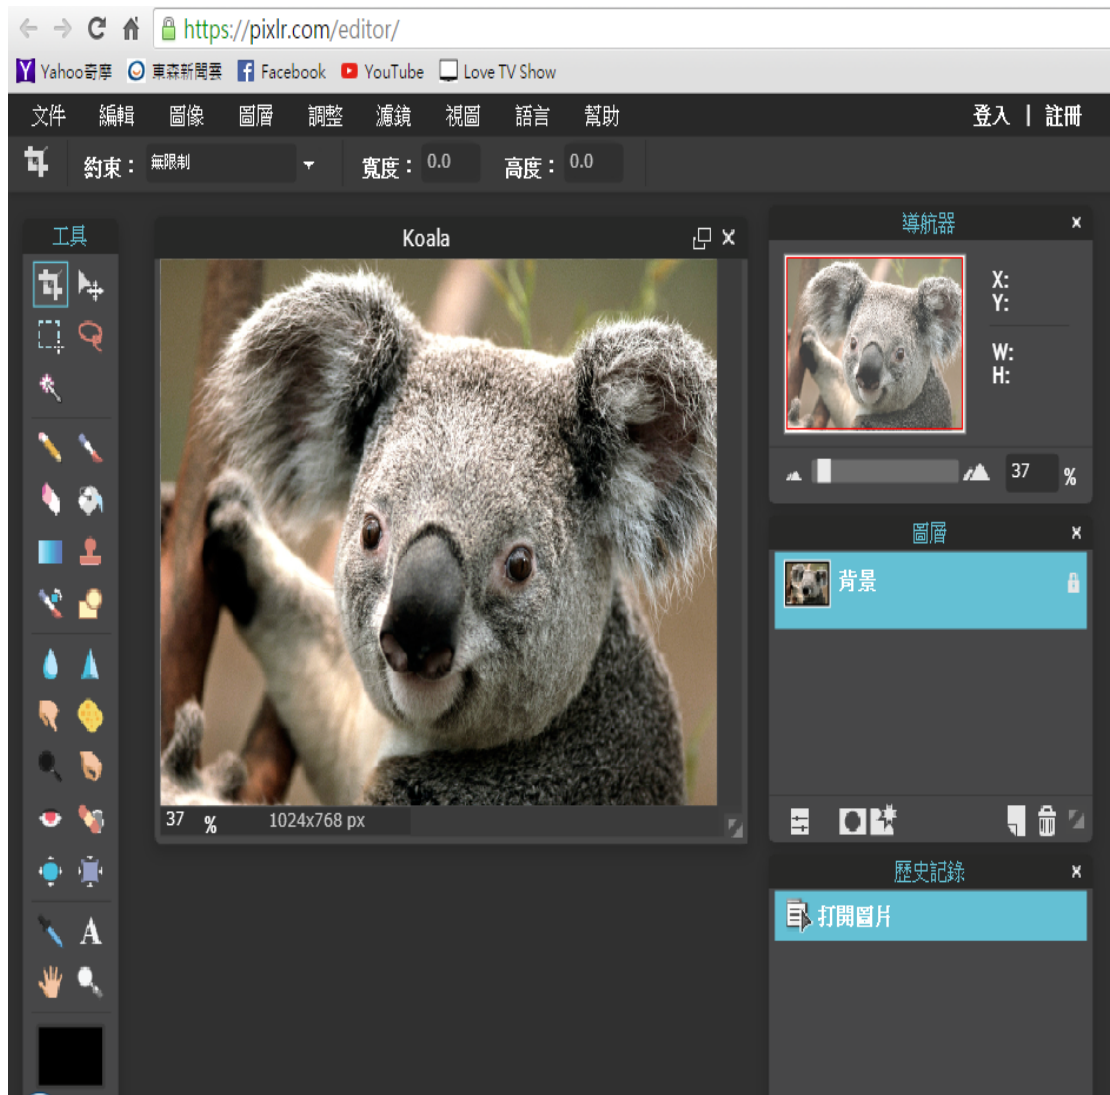 https://pixlr.com/editor/
Yahoo奇摩 東森新聞雲 Facebook YouTube Love TV Show
文件 編輯 圖像 圖層 調整 濾鏡 視圖 語言 幫助 登入 | 註冊
約束： 無限制 寬度： 0.0 高度： 0.0
工具
Koala
導航器
X:
Y:
W:
H:
37 %
圖層
背景
37 % 1024x768 px
歷史記錄
打開圖片
A